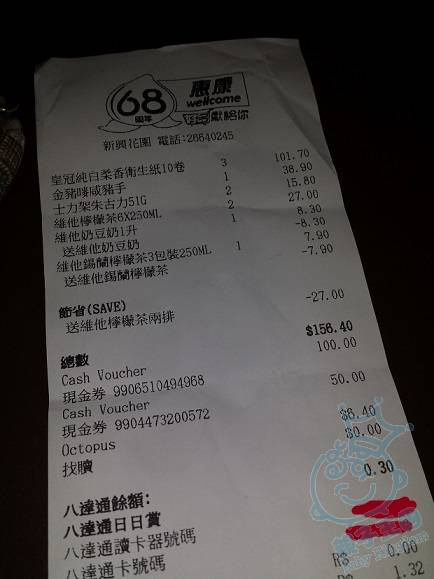 68
周年
惠康
wellcome
獻給你
新興花園 電話:26640245
皇冠純白柔香衛生紙10卷 3 101.70
金豬嘜咸豬手 1 38.90
士力架朱古力51G 2 15.80
維他檸檬茶6X250ML 2 27.00
維他奶豆奶1升 1 8.30
送維他奶豆奶 -8.30
維他錫蘭檸檬茶3包裝250ML 1 7.90
送維他錫蘭檸檬茶 -7.90
節省(SAVE)
送維他檸檬茶兩排 -27.00
總數 $156.40
Cash Voucher 100.00
現金券 9906510494968
Cash Voucher 50.00
現金券 9904473200572
Octopus $6.40
找贖 $0.00
八達通餘額: 0.30
八達通日日賞
八達通讀卡器號碼
八達通卡號碼
R$ 0.00
R$ 1.32